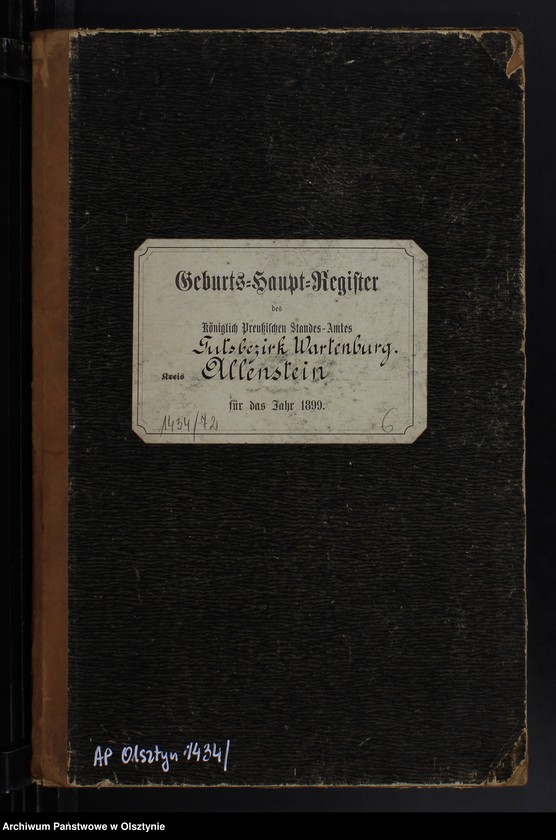 Geburts-Haupt-Register
des
Königlich Preußischen Standes-Amtes
Gutsbezirk Wartenburg.
Kreis Allenstein
für das Jahr 1899.
1434/72 6
AP Olsztyn 1434/
Archiwum Państwowe w Olsztynie